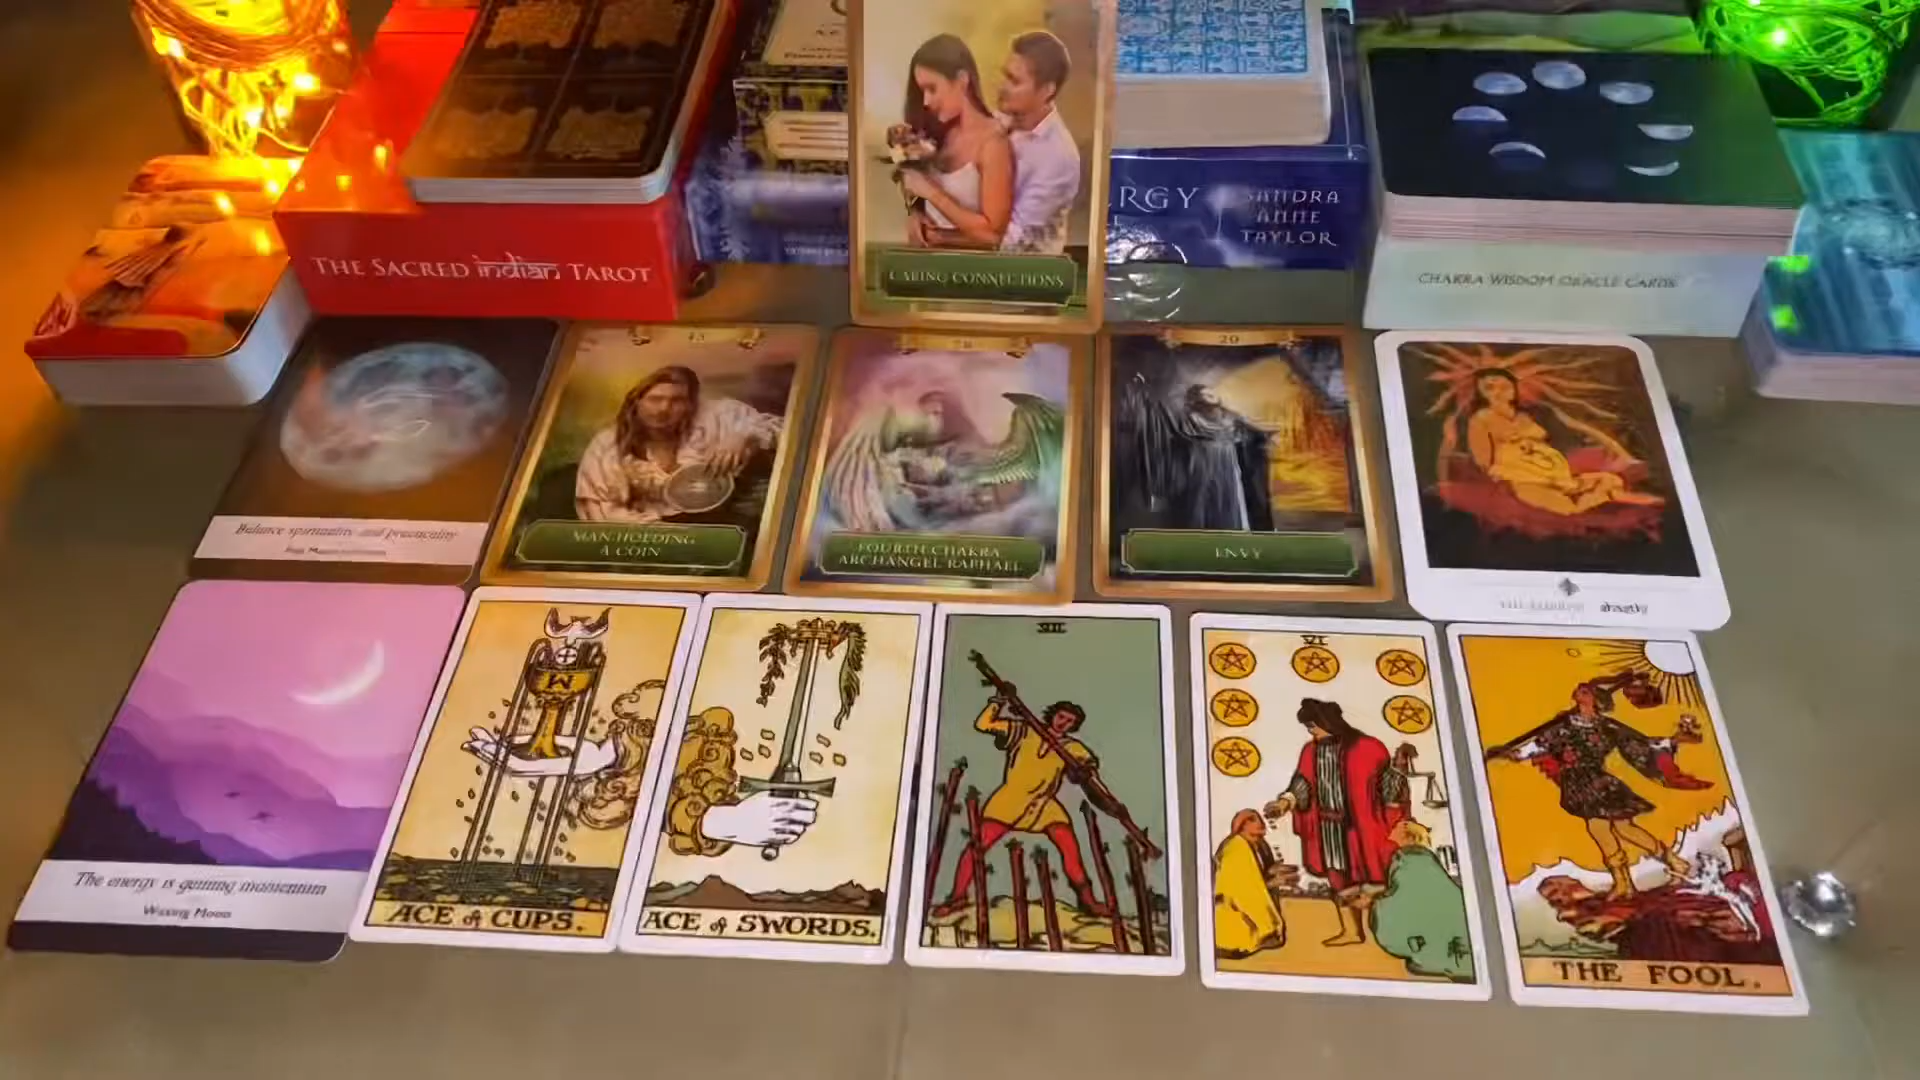 THE SACRED indian TAROT
CARING CONNECTIONS
RGY
SANDRA
ANNE
TAYLOR
CHAKRA WISDOM ORACLE CARDS
Balance spirituality and practicality
MAN HOLDING
A COIN
FOURTH CHAKRA
ARCHANGEL RAPHAEL
20
ENVY
The energy is gaining momentum
Waxing Moon
ACE of CUPS.
ACE of SWORDS.
VII
VI
THE FOOL.